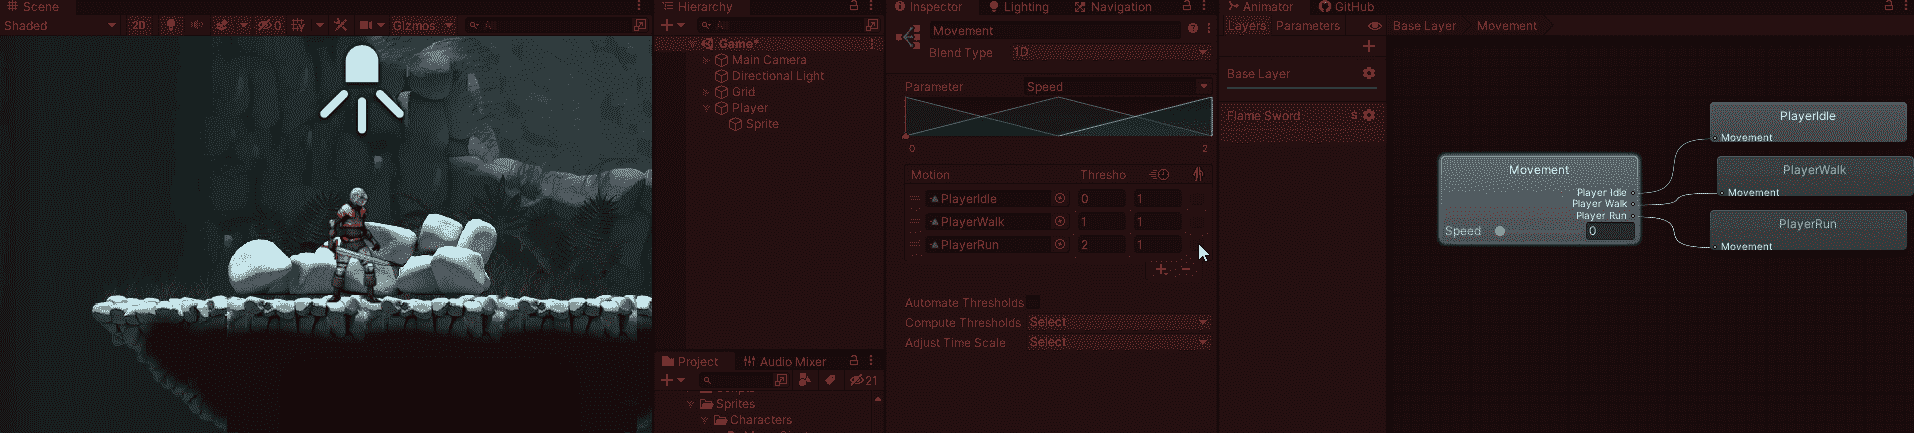 Scene
Shaded
2D
0
Gizmos
All
Hierarchy
All
Game*
Main Camera
Directional Light
Grid
Player
Sprite
Project
Audio Mixer
21
Sprites
Characters
Inspector
Lighting
Navigation
Movement
Blend Type
1D
Parameter
Speed
0
2
Motion
Thresho
PlayerIdle
0
1
PlayerWalk
1
1
PlayerRun
2
1
Automate Thresholds
Compute Thresholds
Select
Adjust Time Scale
Select
Animator
GitHub
Layers
Parameters
Base Layer
Movement
Base Layer
Flame Sword
S
Movement
Player Idle
Player Walk
Player Run
Speed
0
PlayerIdle
Movement
PlayerWalk
Movement
PlayerRun
Movement